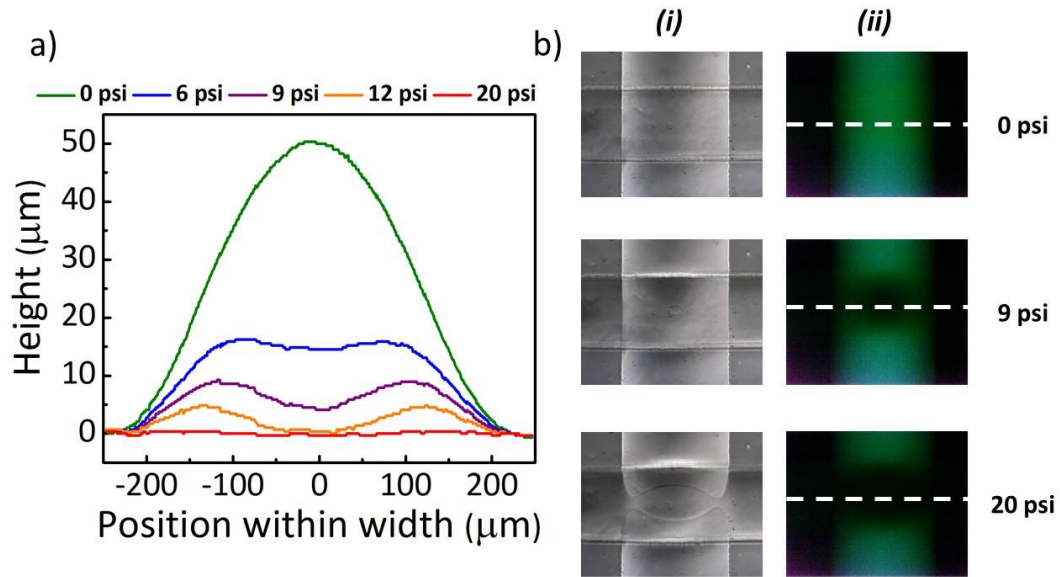 a)
0 psi 6 psi 9 psi 12 psi 20 psi
Height (μm)
50
40
30
20
10
0
-200 -100 0 100 200
Position within width (μm)
b)
(i) (ii)
0 psi
9 psi
20 psi